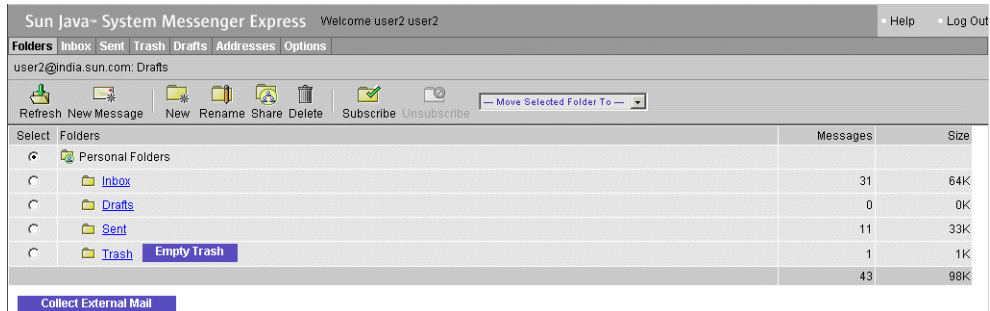 Sun Java™ System Messenger Express Welcome user2 user2 Help Log Out
Folders Inbox Sent Trash Drafts Addresses Options
user2@india.sun.com: Drafts
Refresh New Message New Rename Share Delete Subscribe Unsubscribe — Move Selected Folder To —
Select Folders Messages Size
Personal Folders
Inbox 31 64K
Drafts 0 0K
Sent 11 33K
Trash Empty Trash 1 1K
43 98K
Collect External Mail